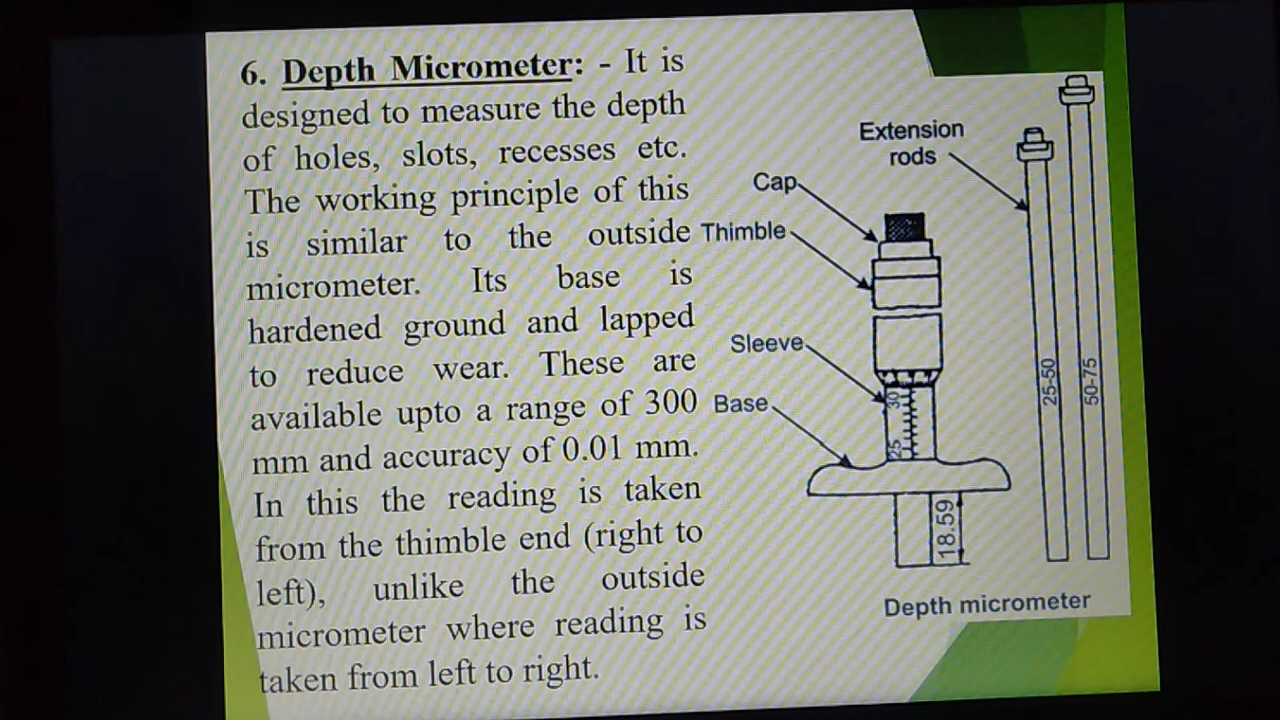 6. Depth Micrometer: - It is
designed to measure the depth
of holes, slots, recesses etc.
The working principle of this
is similar to the outside
micrometer. Its base is
hardened ground and lapped
to reduce wear. These are
available upto a range of 300
mm and accuracy of 0.01 mm.
In this the reading is taken
from the thimble end (right to
left), unlike the outside
micrometer where reading is
taken from left to right.
Extension
rods
Cap
Thimble
Sleeve
Base
30
25
18.59
25-50
50-75
Depth micrometer